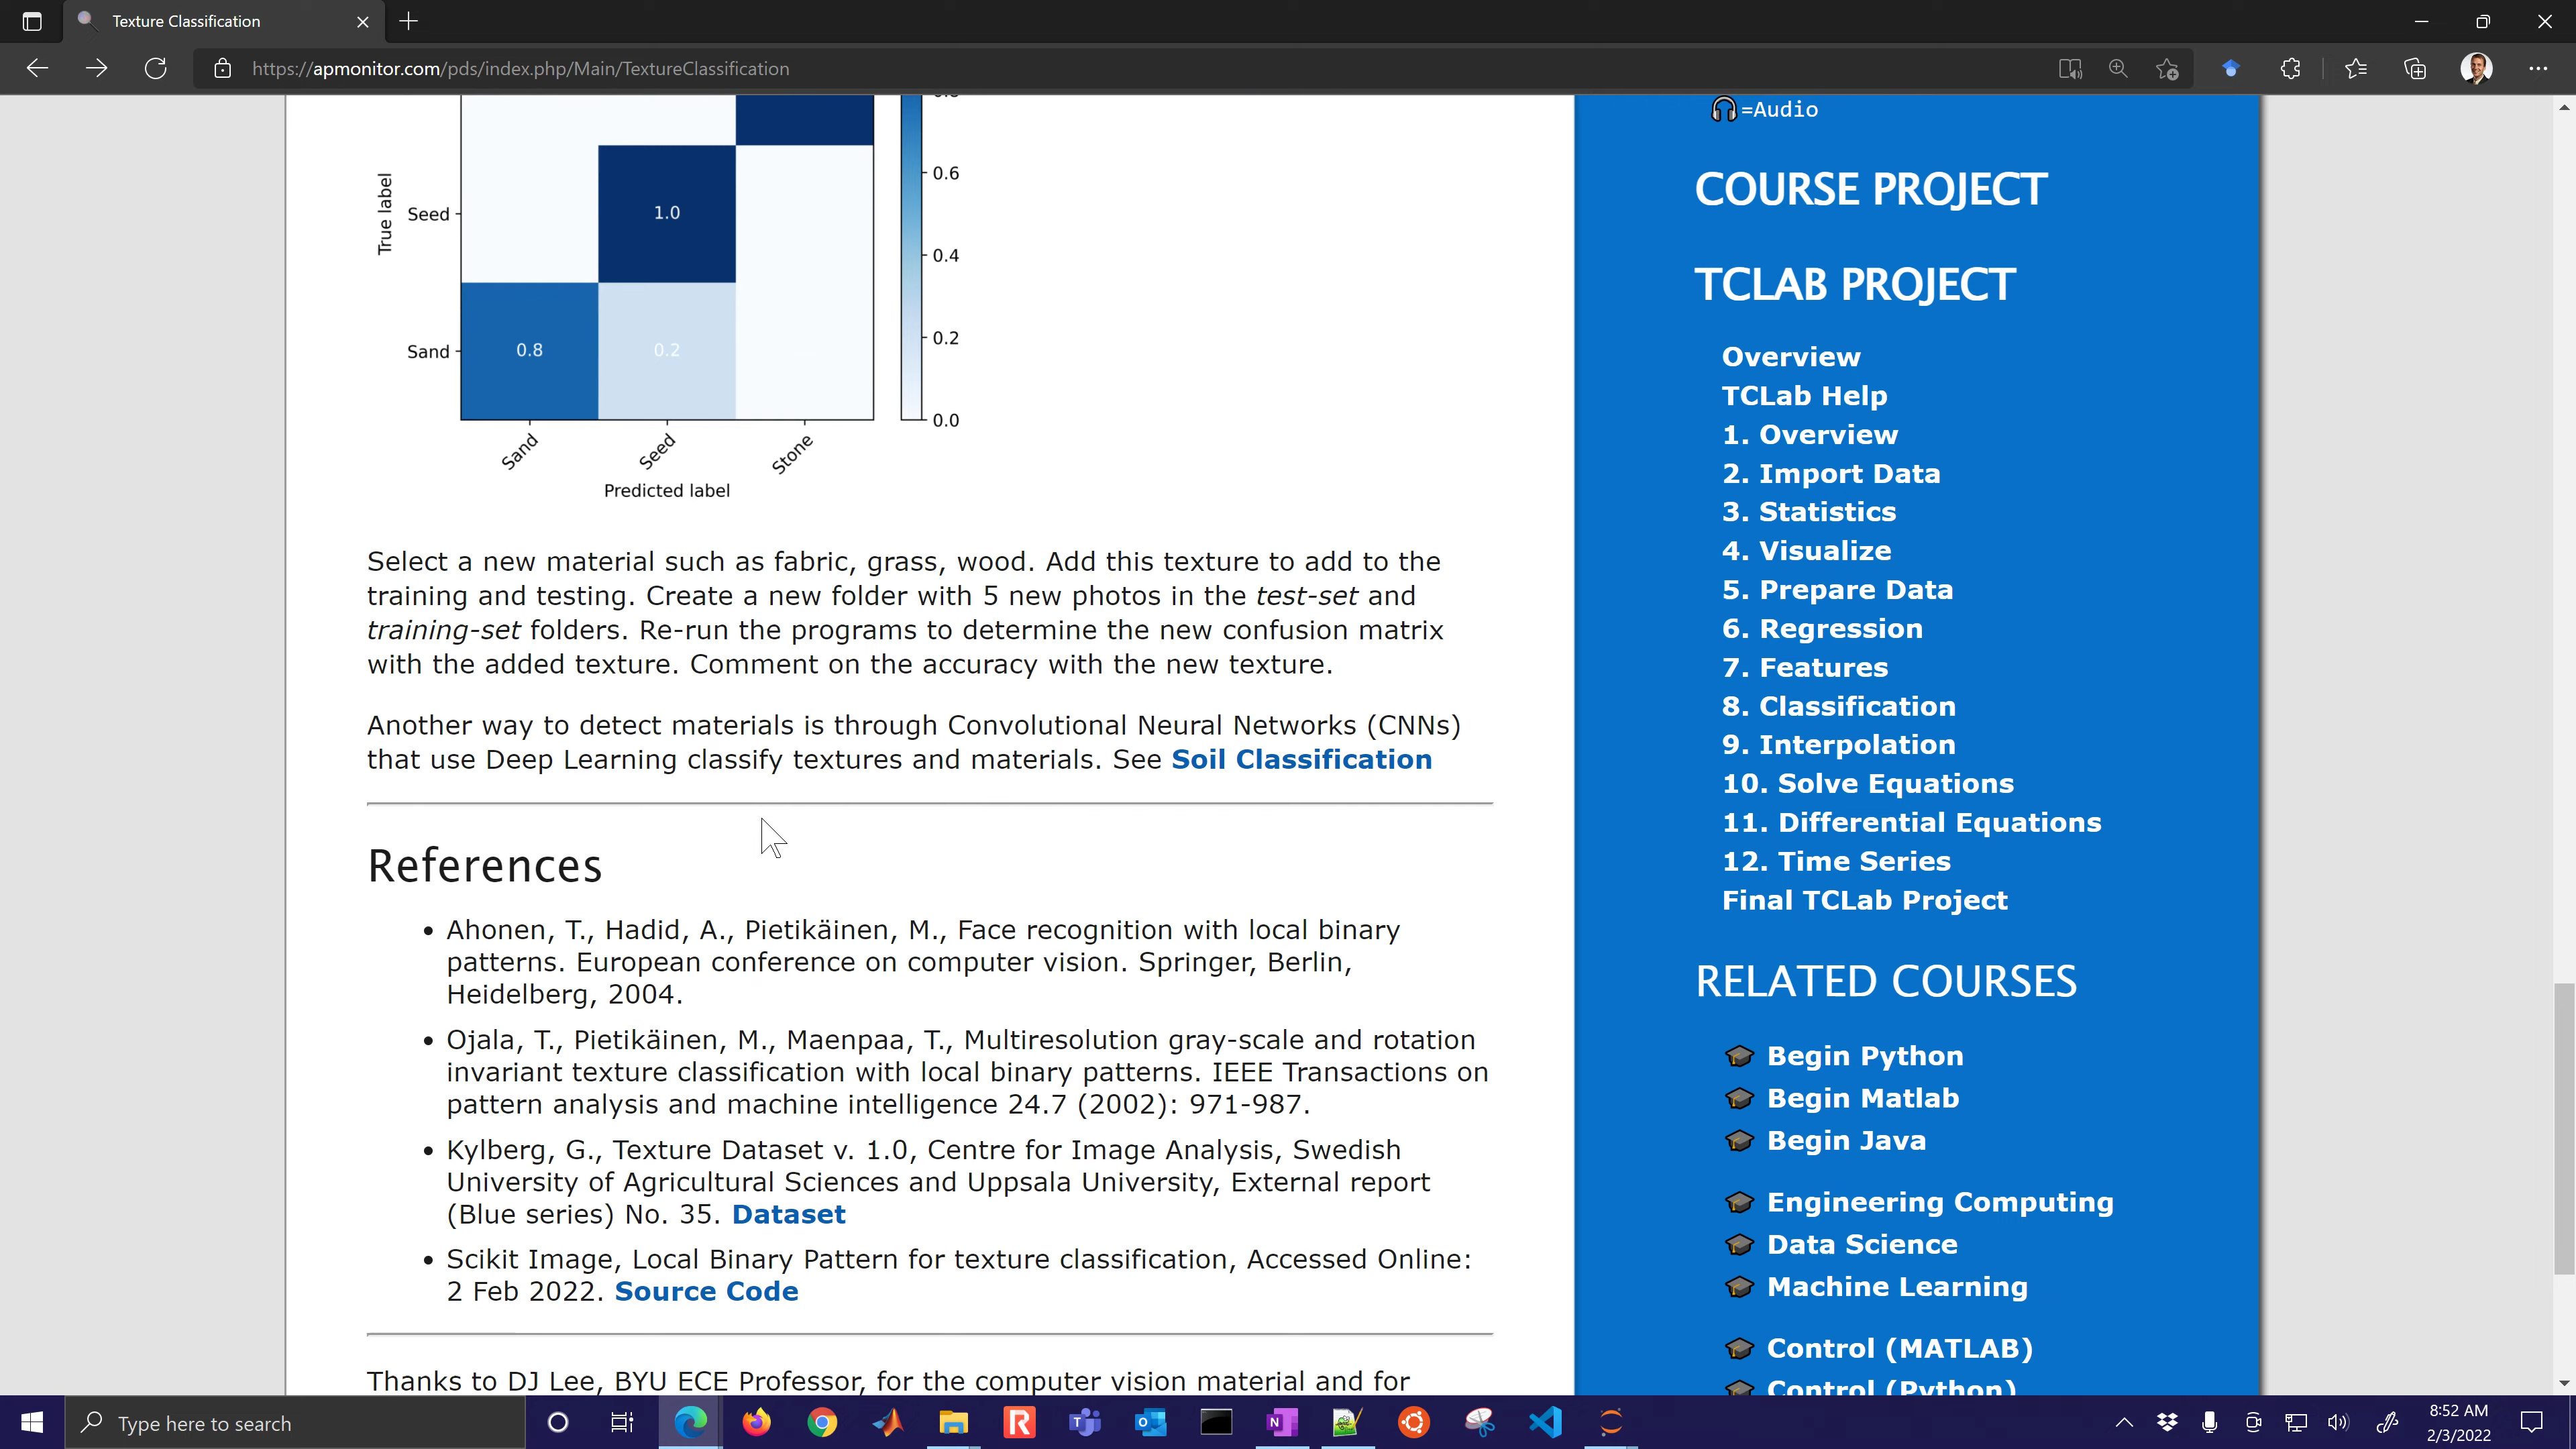 Texture Classification
https://apmonitor.com/pds/index.php/Main/TextureClassification
0.6
0.4
0.2
0.0
True label
Seed
1.0
Sand
0.8
0.2
Sand
Seed
Stone
Predicted label
Select a new material such as fabric, grass, wood. Add this texture to add to the
training and testing. Create a new folder with 5 new photos in the test-set and
training-set folders. Re-run the programs to determine the new confusion matrix
with the added texture. Comment on the accuracy with the new texture.
Another way to detect materials is through Convolutional Neural Networks (CNNs)
that use Deep Learning classify textures and materials. See Soil Classification
References
• Ahonen, T., Hadid, A., Pietikäinen, M., Face recognition with local binary
patterns. European conference on computer vision. Springer, Berlin,
Heidelberg, 2004.
• Ojala, T., Pietikäinen, M., Maenpaa, T., Multiresolution gray-scale and rotation
invariant texture classification with local binary patterns. IEEE Transactions on
pattern analysis and machine intelligence 24.7 (2002): 971-987.
• Kylberg, G., Texture Dataset v. 1.0, Centre for Image Analysis, Swedish
University of Agricultural Sciences and Uppsala University, External report
(Blue series) No. 35. Dataset
• Scikit Image, Local Binary Pattern for texture classification, Accessed Online:
2 Feb 2022. Source Code
Thanks to DJ Lee, BYU ECE Professor, for the computer vision material and for
=Audio
COURSE PROJECT
TCLAB PROJECT
Overview
TCLab Help
1. Overview
2. Import Data
3. Statistics
4. Visualize
5. Prepare Data
6. Regression
7. Features
8. Classification
9. Interpolation
10. Solve Equations
11. Differential Equations
12. Time Series
Final TCLab Project
RELATED COURSES
Begin Python
Begin Matlab
Begin Java
Engineering Computing
Data Science
Machine Learning
Control (MATLAB)
Control (Python)
Type here to search
8:52 AM
2/3/2022